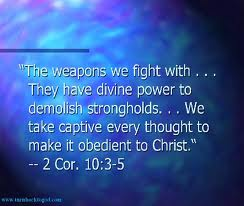 “The weapons we fight with . . .
They have divine power to
demolish strongholds. . . We
take captive every thought to
make it obedient to Christ.“
-- 2 Cor. 10:3-5